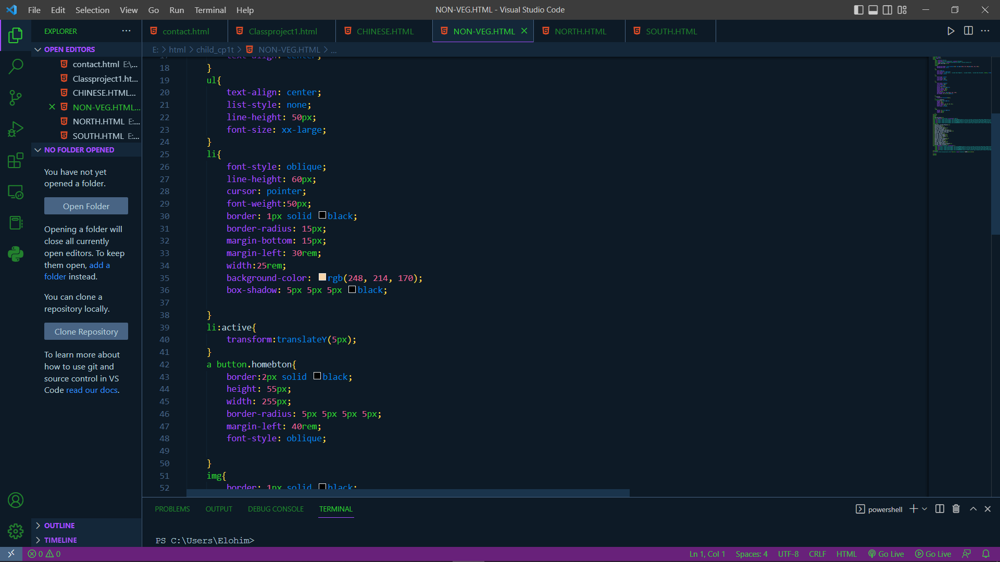 File Edit Selection View Go Run Terminal Help
NON-VEG.HTML - Visual Studio Code
EXPLORER
contact.html Classproject1.html CHINESE.HTML NON-VEG.HTML NORTH.HTML SOUTH.HTML
OPEN EDITORS
contact.html E:\...
Classproject1.ht...
CHINESE.HTML...
NON-VEG.HTML...
NORTH.HTML E:...
SOUTH.HTML E:...
NO FOLDER OPENED
You have not yet
opened a folder.
Open Folder
Opening a folder will
close all currently
open editors. To keep
them open, add a
folder instead.
You can clone a
repository locally.
Clone Repository
To learn more about
how to use git and
source control in VS
Code read our docs.
OUTLINE
TIMELINE
E: > html > child_cp1t > NON-VEG.HTML > ...
17 text-align: center;
18 }
19 ul{
20 text-align: center;
21 list-style: none;
22 line-height: 50px;
23 font-size: xx-large;
24 }
25 li{
26 font-style: oblique;
27 line-height: 60px;
28 cursor: pointer;
29 font-weight:50px;
30 border: 1px solid black;
31 border-radius: 15px;
32 margin-bottom: 15px;
33 margin-left: 30rem;
34 width:25rem;
35 background-color: rgb(248, 214, 170);
36 box-shadow: 5px 5px 5px black;
37
38 }
39 li:active{
40 transform:translateY(5px);
41 }
42 a button.homebton{
43 border:2px solid black;
44 height: 55px;
45 width: 255px;
46 border-radius: 5px 5px 5px 5px;
47 margin-left: 40rem;
48 font-style: oblique;
49
50 }
51 img{
52 border: 1px solid black;
PROBLEMS OUTPUT DEBUG CONSOLE TERMINAL
powershell
PS C:\Users\Elohim>
0 0
Ln 1, Col 1 Spaces: 4 UTF-8 CRLF HTML Go Live Go Live